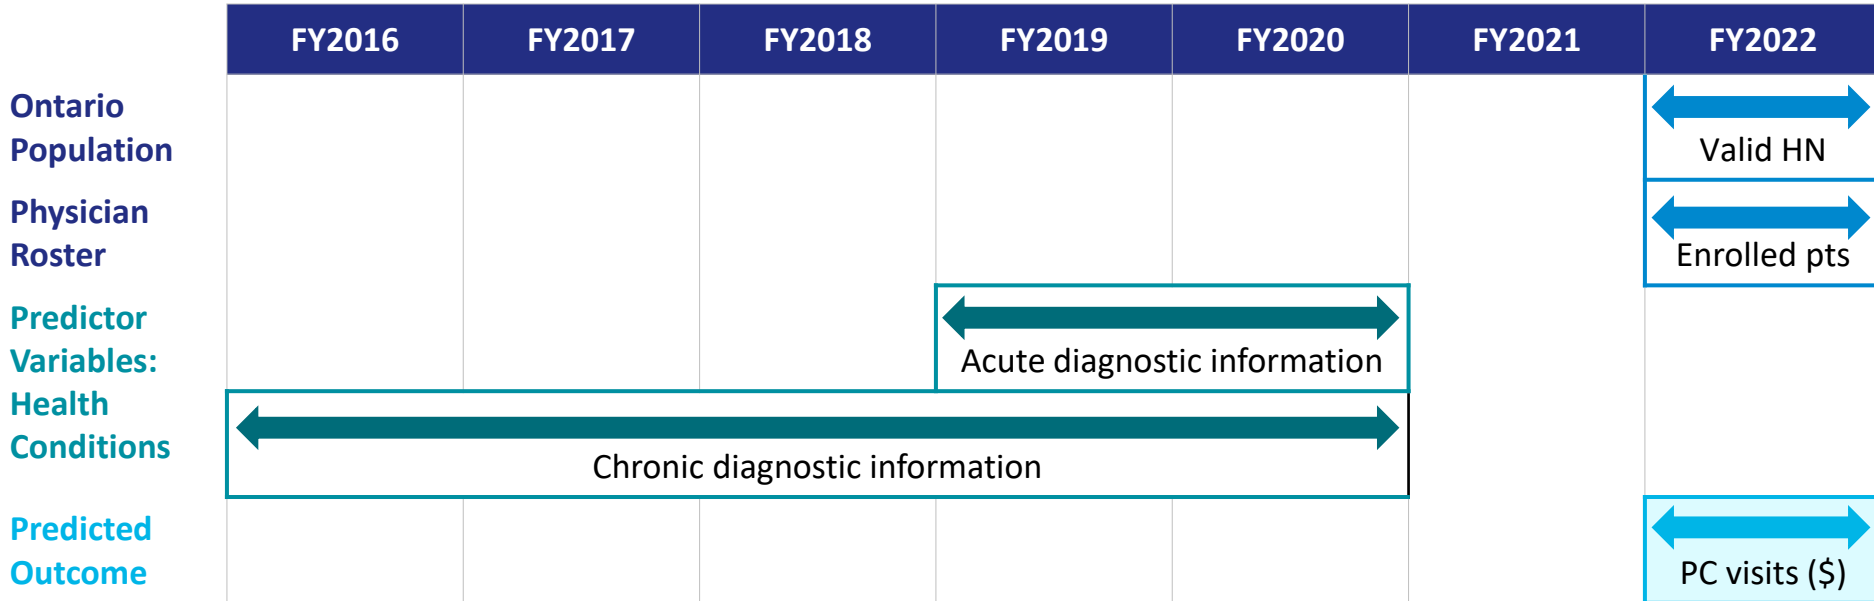 FY2016 FY2017 FY2018 FY2019 FY2020 FY2021 FY2022
Ontario
Population
Valid HN
Physician
Roster
Enrolled pts
Predictor
Variables:
Health
Conditions
Acute diagnostic information
Chronic diagnostic information
Predicted
Outcome
PC visits ($)